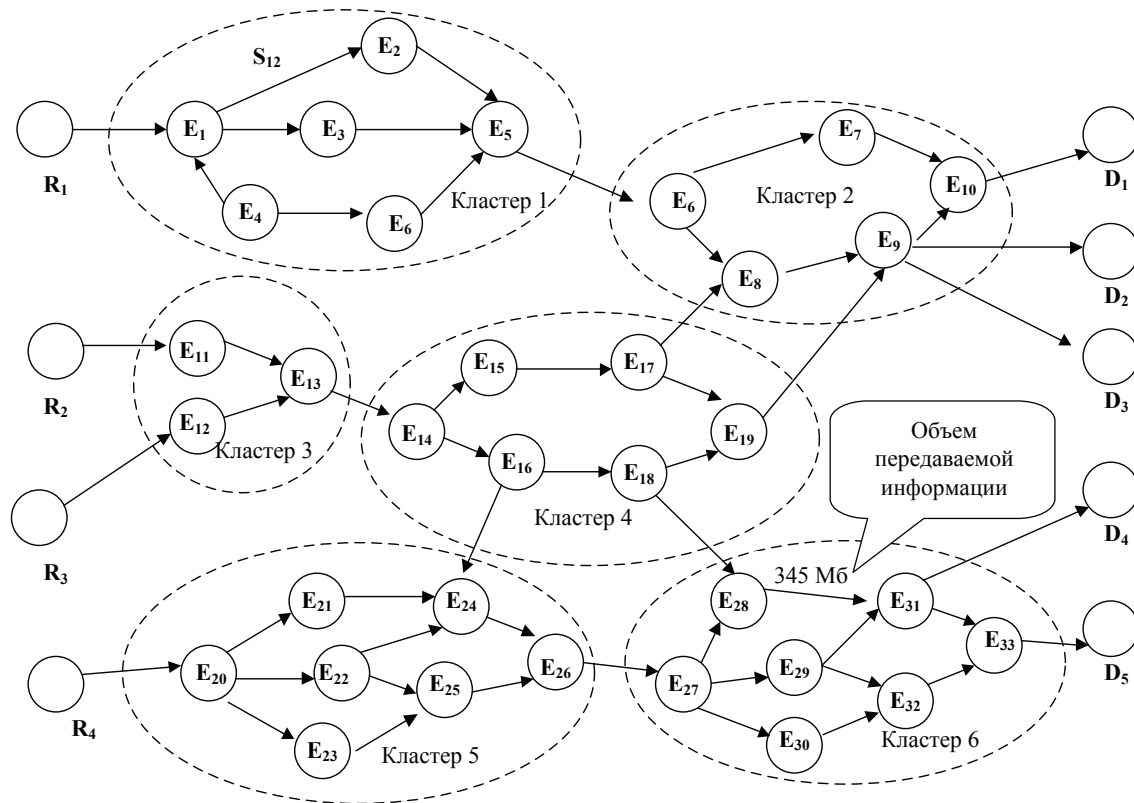 E2
S12
E1
E3
E5
E7
D1
R1
E4
E6
Кластер 1
E6
Кластер 2
E10
E9
E8
D2
D3
R2
E11
E13
E12
Кластер 3
E15
E17
E14
E16
E19
E18
Кластер 4
Объем
передаваемой
информации
R3
D4
E21
E24
E20
E22
E25
E26
E23
Кластер 5
R4
345 Мб
E28
E31
E27
E29
E32
E33
E30
Кластер 6
D5